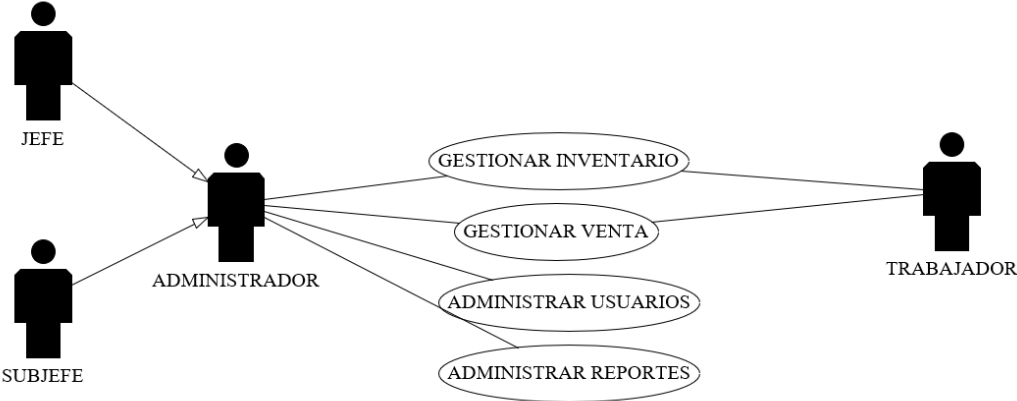 JEFE
GESTIONAR INVENTARIO
GESTIONAR VENTA
TRABAJADOR
ADMINISTRADOR
ADMINISTRAR USUARIOS
SUBJEFE
ADMINISTRAR REPORTES